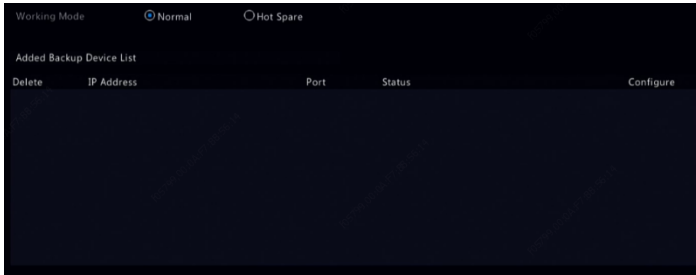 Working Mode Normal Hot Spare
Added Backup Device List
Delete IP Address Port Status Configure